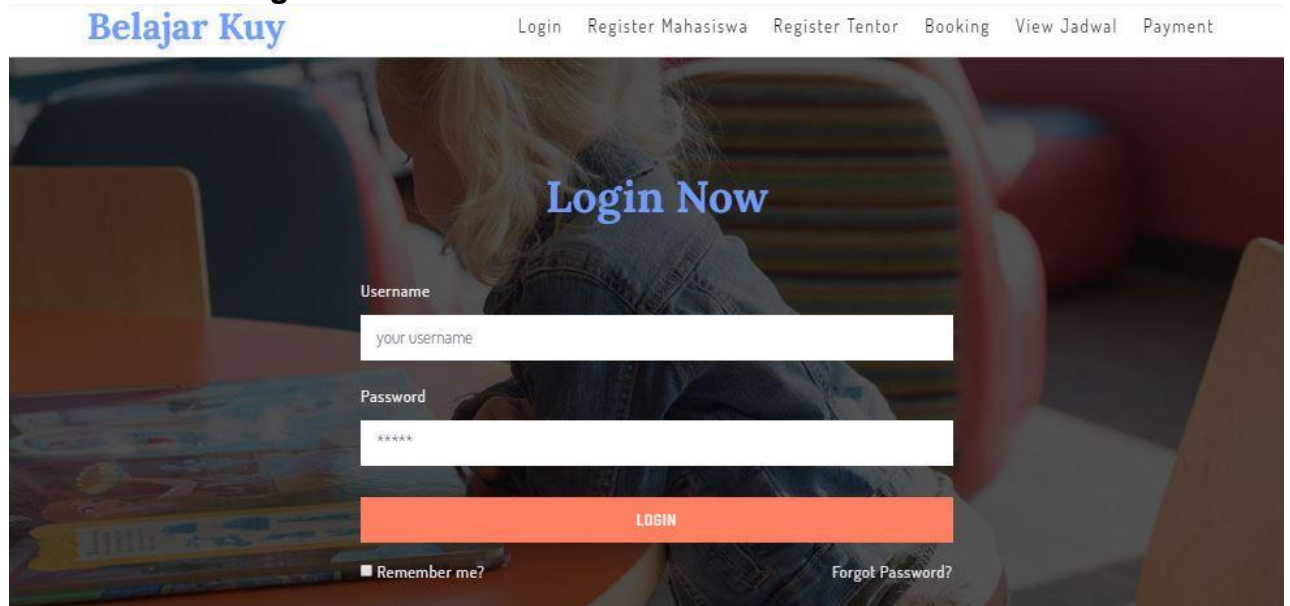 Belajar Kuy
Login Register Mahasiswa Register Tentor Booking View Jadwal Payment
Login Now
Username
your username
Password
*****
LOGIN
Remember me?
Forgot Password?